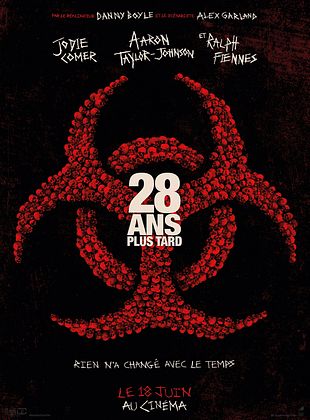 PAR LE RÉALISATEUR DANNY BOYLE ET LE SCÉNARISTE ALEX GARLAND
JODIE COMER
AARON TAYLOR-JOHNSON
ET RALPH FIENNES
28
ANS
PLUS TARD
RIEN N'A CHANGÉ AVEC LE TEMPS
LE 18 JUIN
AU CINÉMA